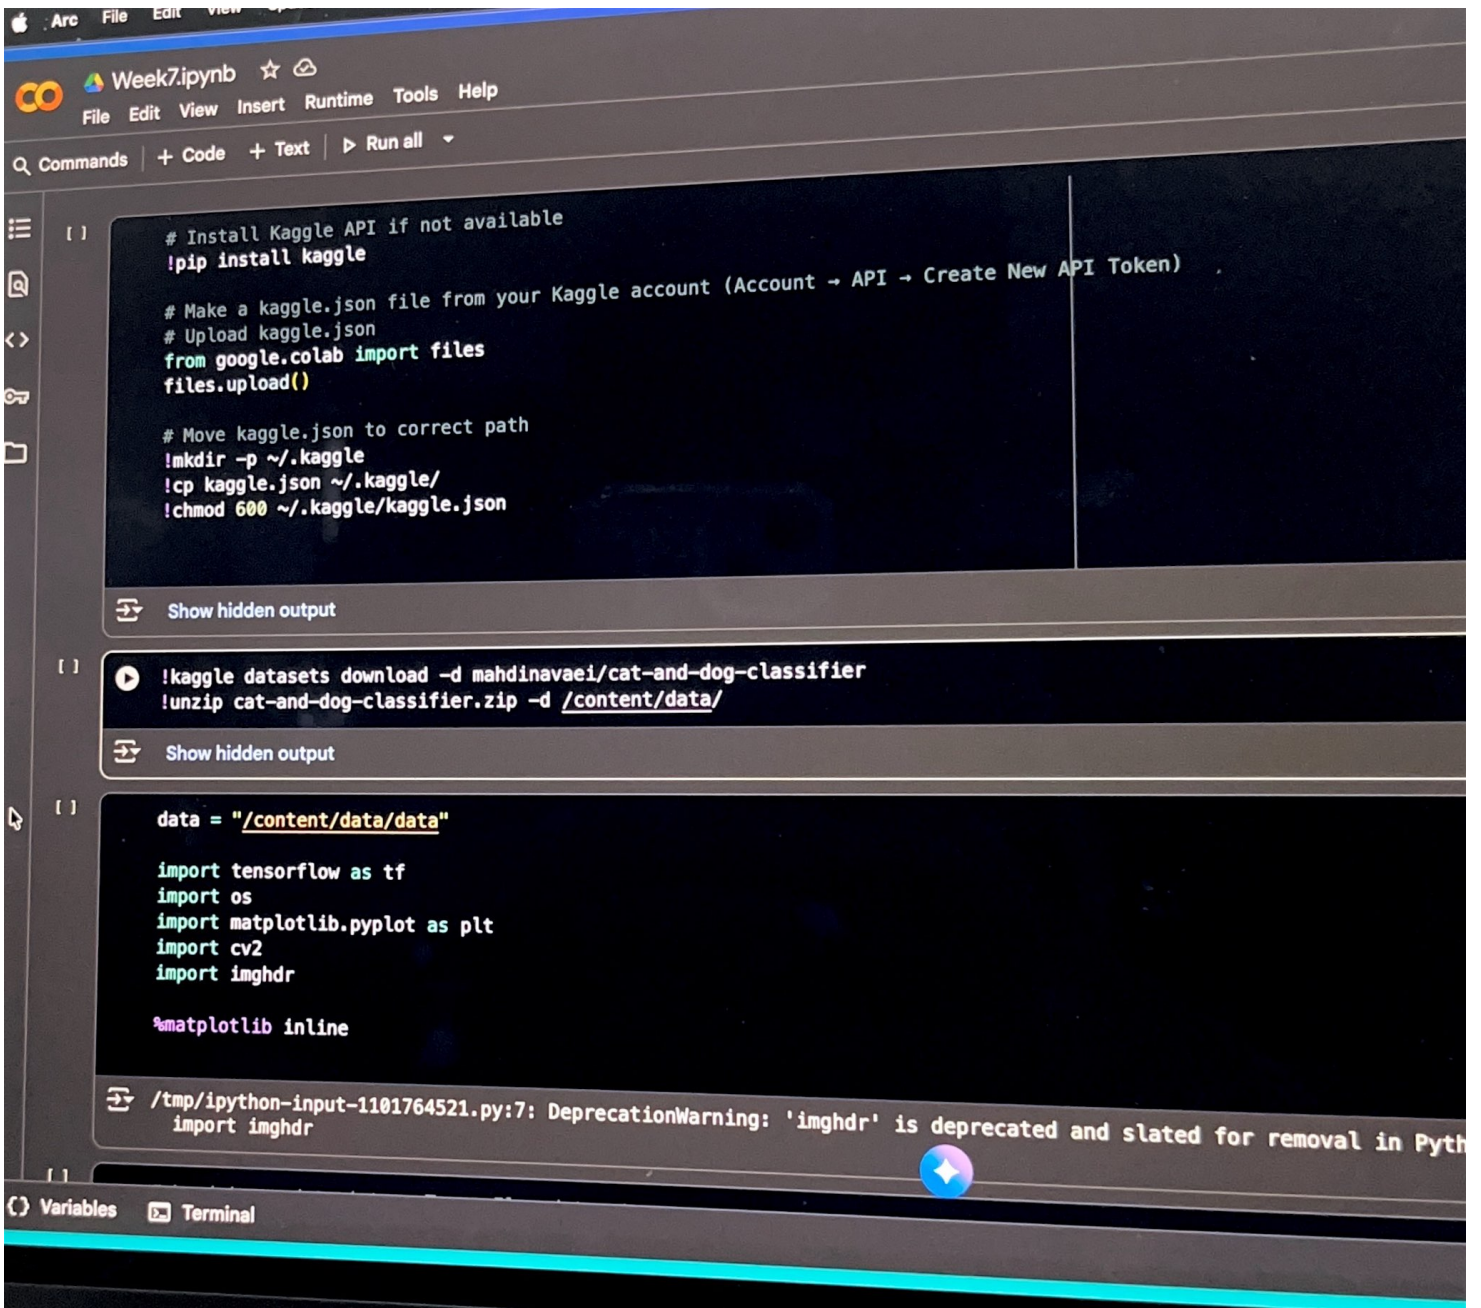 Arc File Edit View
Week7.ipynb
File Edit View Insert Runtime Tools Help
Commands + Code + Text Run all
[ ]
# Install Kaggle API if not available
!pip install kaggle
# Make a kaggle.json file from your Kaggle account (Account → API → Create New API Token)
# Upload kaggle.json
from google.colab import files
files.upload()
# Move kaggle.json to correct path
!mkdir -p ~/.kaggle
!cp kaggle.json ~/.kaggle/
!chmod 600 ~/.kaggle/kaggle.json
Show hidden output
[ ]
!kaggle datasets download -d mahdinavaei/cat-and-dog-classifier
!unzip cat-and-dog-classifier.zip -d /content/data/
Show hidden output
[ ]
data = "/content/data/data"
import tensorflow as tf
import os
import matplotlib.pyplot as plt
import cv2
import imghdr
%matplotlib inline
/tmp/ipython-input-1101764521.py:7: DeprecationWarning: 'imghdr' is deprecated and slated for removal in Pyth
import imghdr
[ ]
{} Variables Terminal